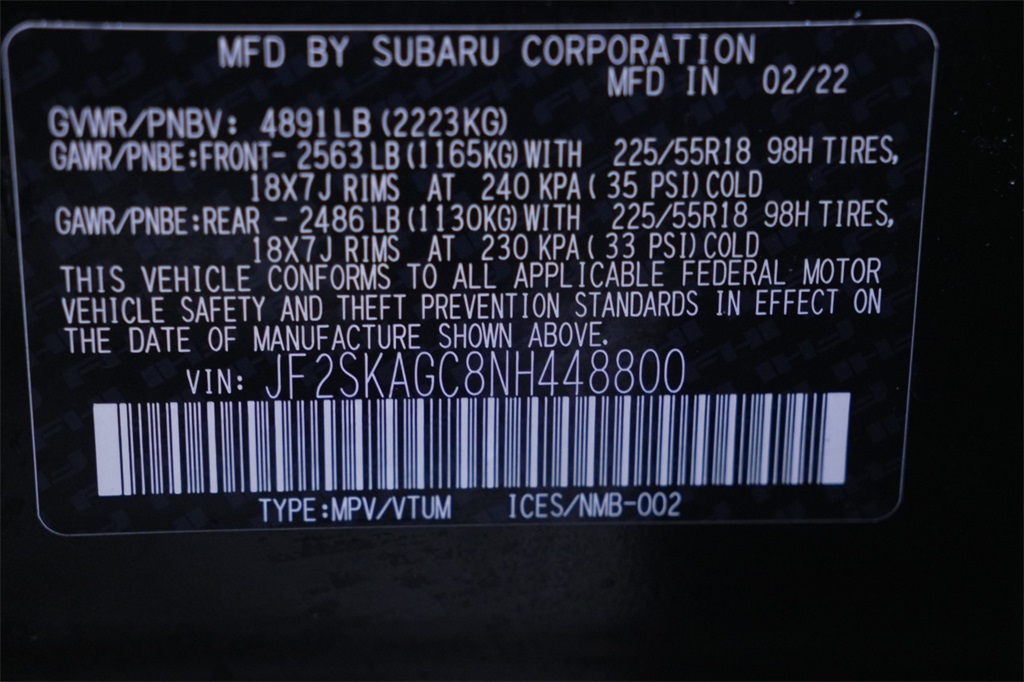 MFD BY SUBARU CORPORATION
MFD IN 02/22
GVWR/PNBV: 4891LB (2223KG)
GAWR/PNBE:FRONT- 2563 LB (1165KG) WITH 225/55R18 98H TIRES,
18X7J RIMS AT 240 KPA ( 35 PSI) COLD
GAWR/PNBE:REAR - 2486 LB (1130KG) WITH 225/55R18 98H TIRES,
18X7J RIMS AT 230 KPA ( 33 PSI) COLD
THIS VEHICLE CONFORMS TO ALL APPLICABLE FEDERAL MOTOR
VEHICLE SAFETY AND THEFT PREVENTION STANDARDS IN EFFECT ON
THE DATE OF MANUFACTURE SHOWN ABOVE.
VIN: JF2SKAGC8NH448800
TYPE:MPV/VTUM ICES/NMB-002